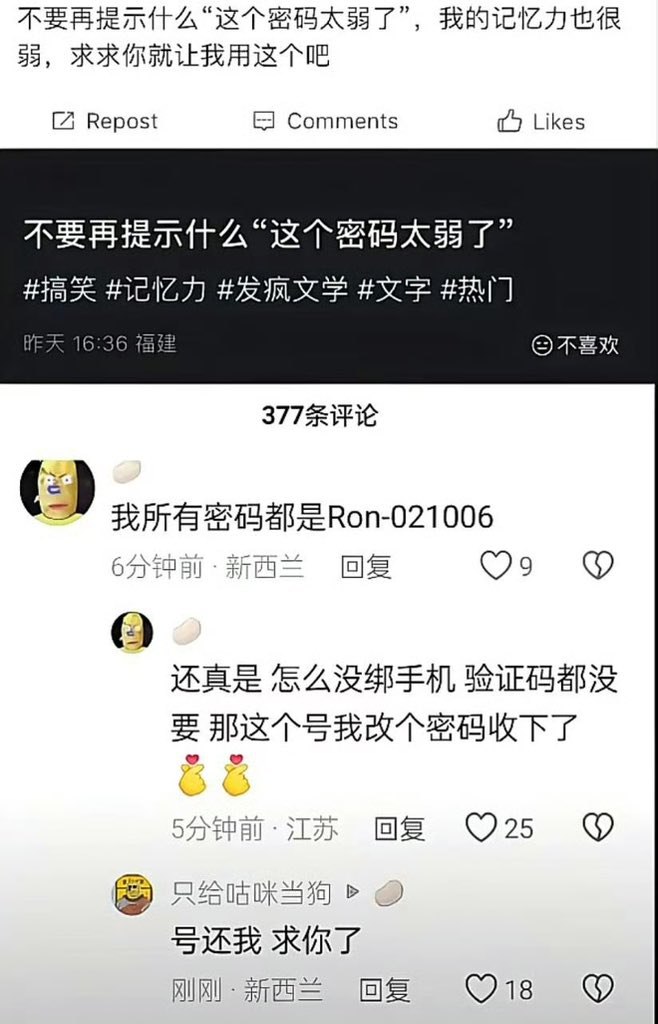 不要再提示什么“这个密码太弱了”，我的记忆力也很
弱，求求你就让我用这个吧
Repost
Comments
Likes
不要再提示什么“这个密码太弱了”
#搞笑 #记忆力 #发疯文学 #文字 #热门
昨天 16:36 福建
不喜欢
377条评论
我所有密码都是Ron-021006
6分钟前 · 新西兰 回复 9
还真是 怎么没绑手机 验证码都没
要 那这个号我改个密码收下了
5分钟前 · 江苏 回复 25
只给咕咪当狗
号还我 求你了
刚刚 · 新西兰 回复 18